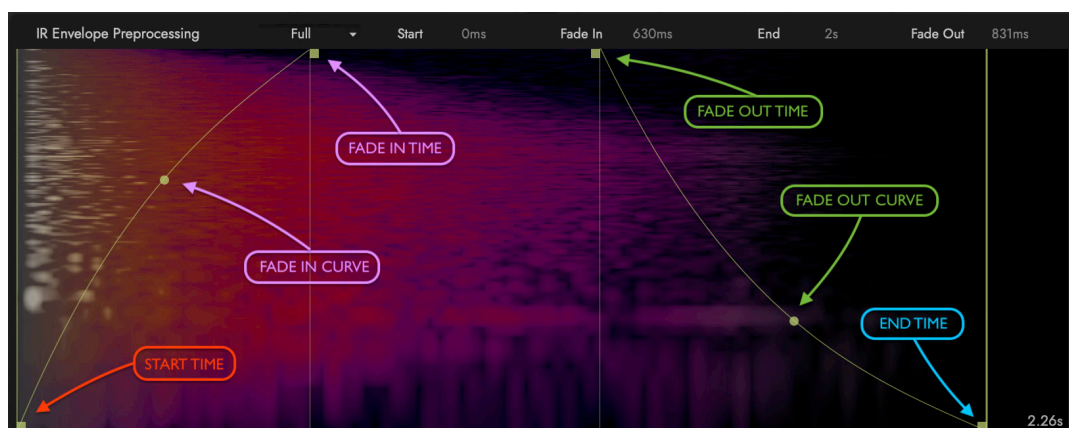 IR Envelope Preprocessing Full Start 0ms Fade In 630ms End 2s Fade Out 831ms
FADE OUT TIME
FADE IN TIME
FADE OUT CURVE
FADE IN CURVE
END TIME
START TIME
2.26s